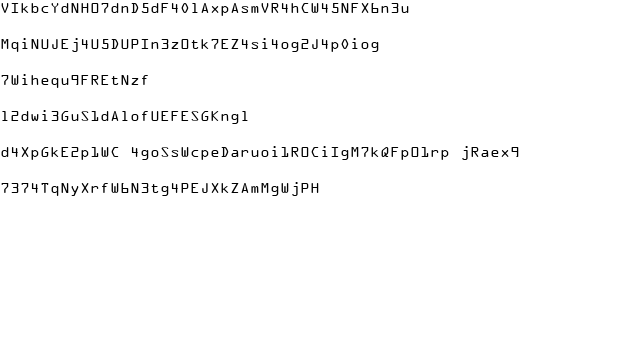 VIkbcYdNHO7dnD5dF40lAxpAsmVR4hCW45NFX6n3u
MqiNUJEj4U5DUPIn3zOtk7EZ4si4og2J4p0iog
7Wihequ9FREtNzf
l2dwi3GuS1dAlofUEFESGKngl
d4XpGkE2p1WC 4goSsWcpeDaruoi1ROCiIgM7kQFpO1rp jRaex9
7374TqNyXrfW6N3tg4PEJXkZAmMgWjPH